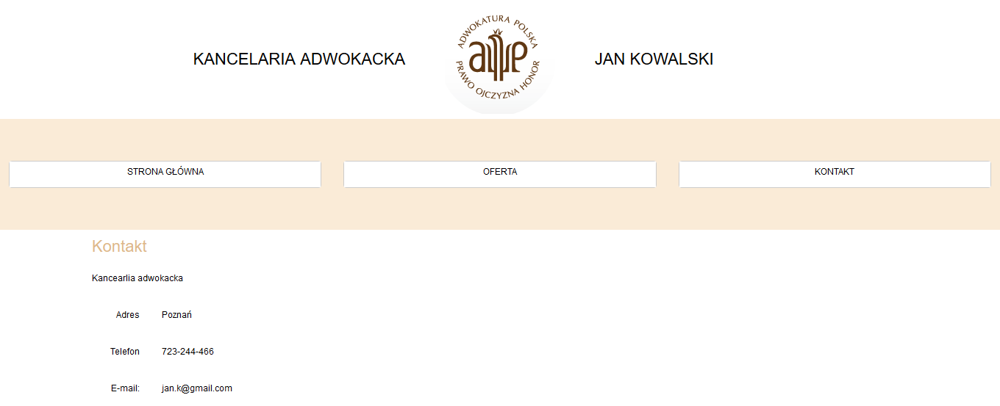 KANCELARIA ADWOKACKA
ADWOKATURA POLSKA
aplp
PRAWO OJCZYZNA HONOR
JAN KOWALSKI
STRONA GŁÓWNA
OFERTA
KONTAKT
Kontakt
Kancearlia adwokacka
Adres Poznań
Telefon 723-244-466
E-mail: jan.k@gmail.com